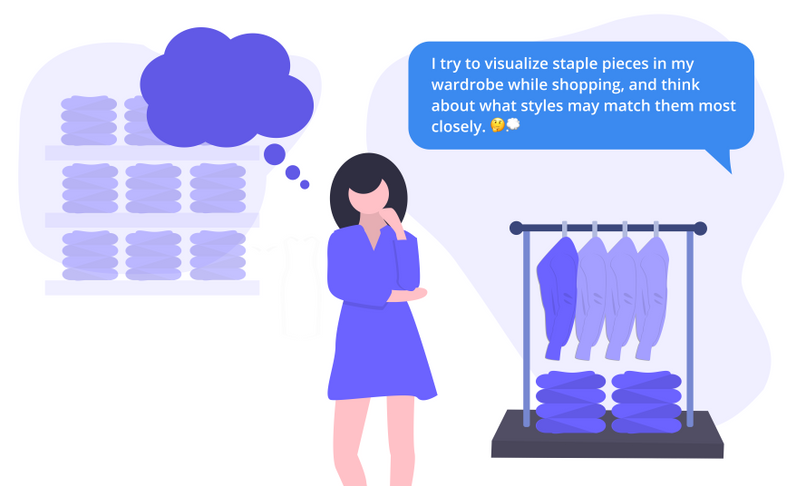 I try to visualize staple pieces in my
wardrobe while shopping, and think
about what styles may match them most
closely. 🤔💭